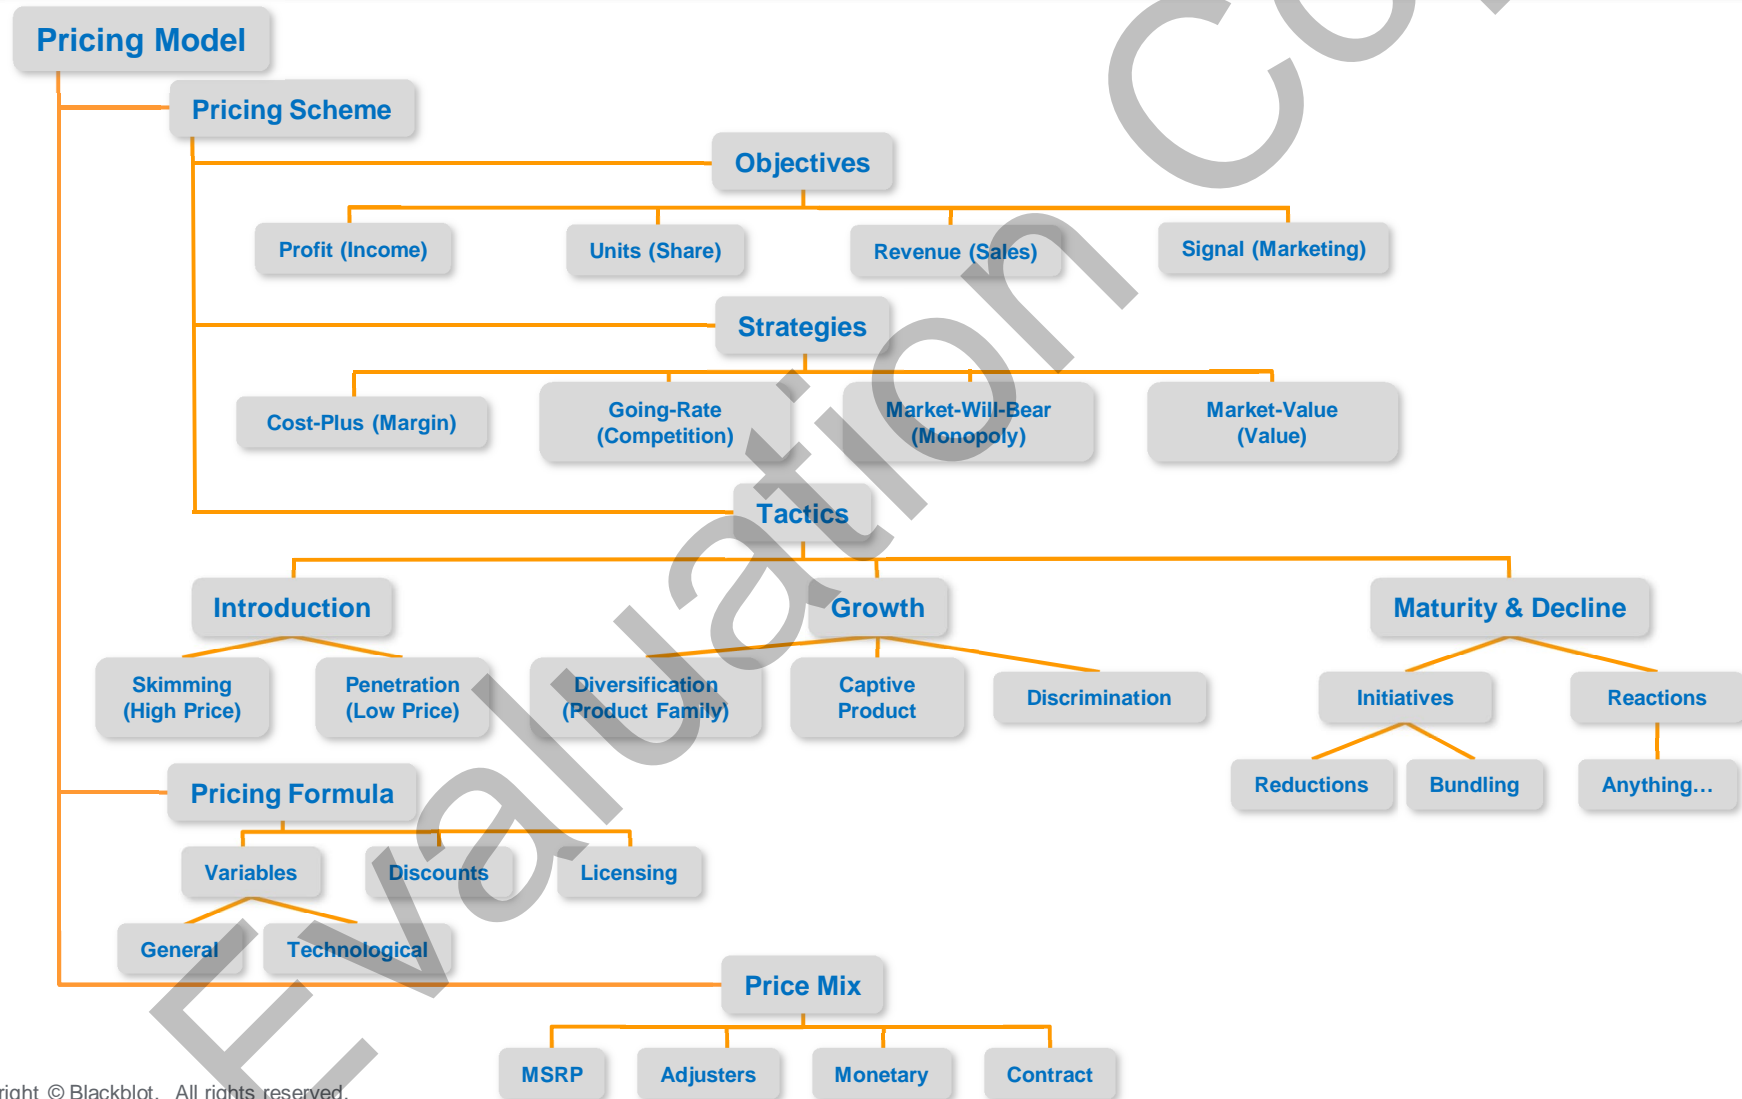 Pricing Model
Pricing Scheme
Objectives
Profit (Income)
Units (Share)
Revenue (Sales)
Signal (Marketing)
Strategies
Cost-Plus (Margin)
Going-Rate
(Competition)
Market-Will-Bear
(Monopoly)
Market-Value
(Value)
Tactics
Introduction
Growth
Maturity & Decline
Skimming
(High Price)
Penetration
(Low Price)
Diversification
(Product Family)
Captive
Product
Discrimination
Initiatives
Reactions
Reductions
Bundling
Anything…
Pricing Formula
Variables
Discounts
Licensing
General
Technological
Price Mix
MSRP
Adjusters
Monetary
Contract
right © Blackblot. All rights reserved.
Evaluation Co